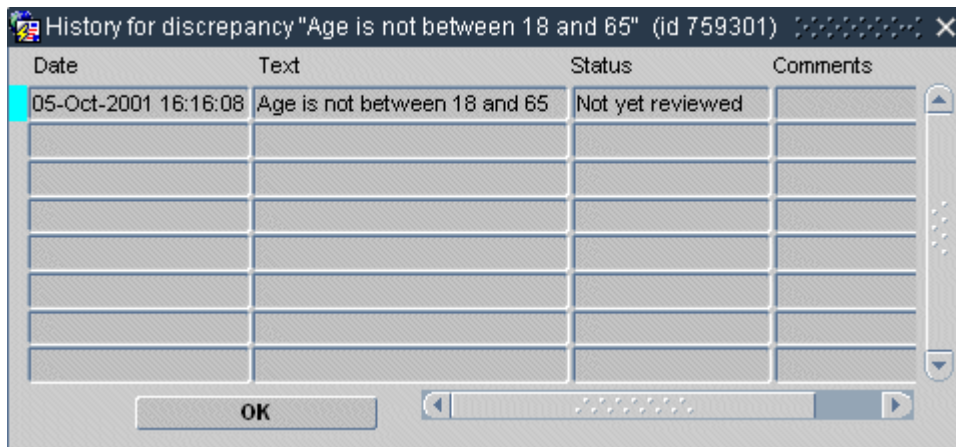 History for discrepancy "Age is not between 18 and 65" (id 759301)
Date Text Status Comments
05-Oct-2001 16:16:08 Age is not between 18 and 65 Not yet reviewed
OK